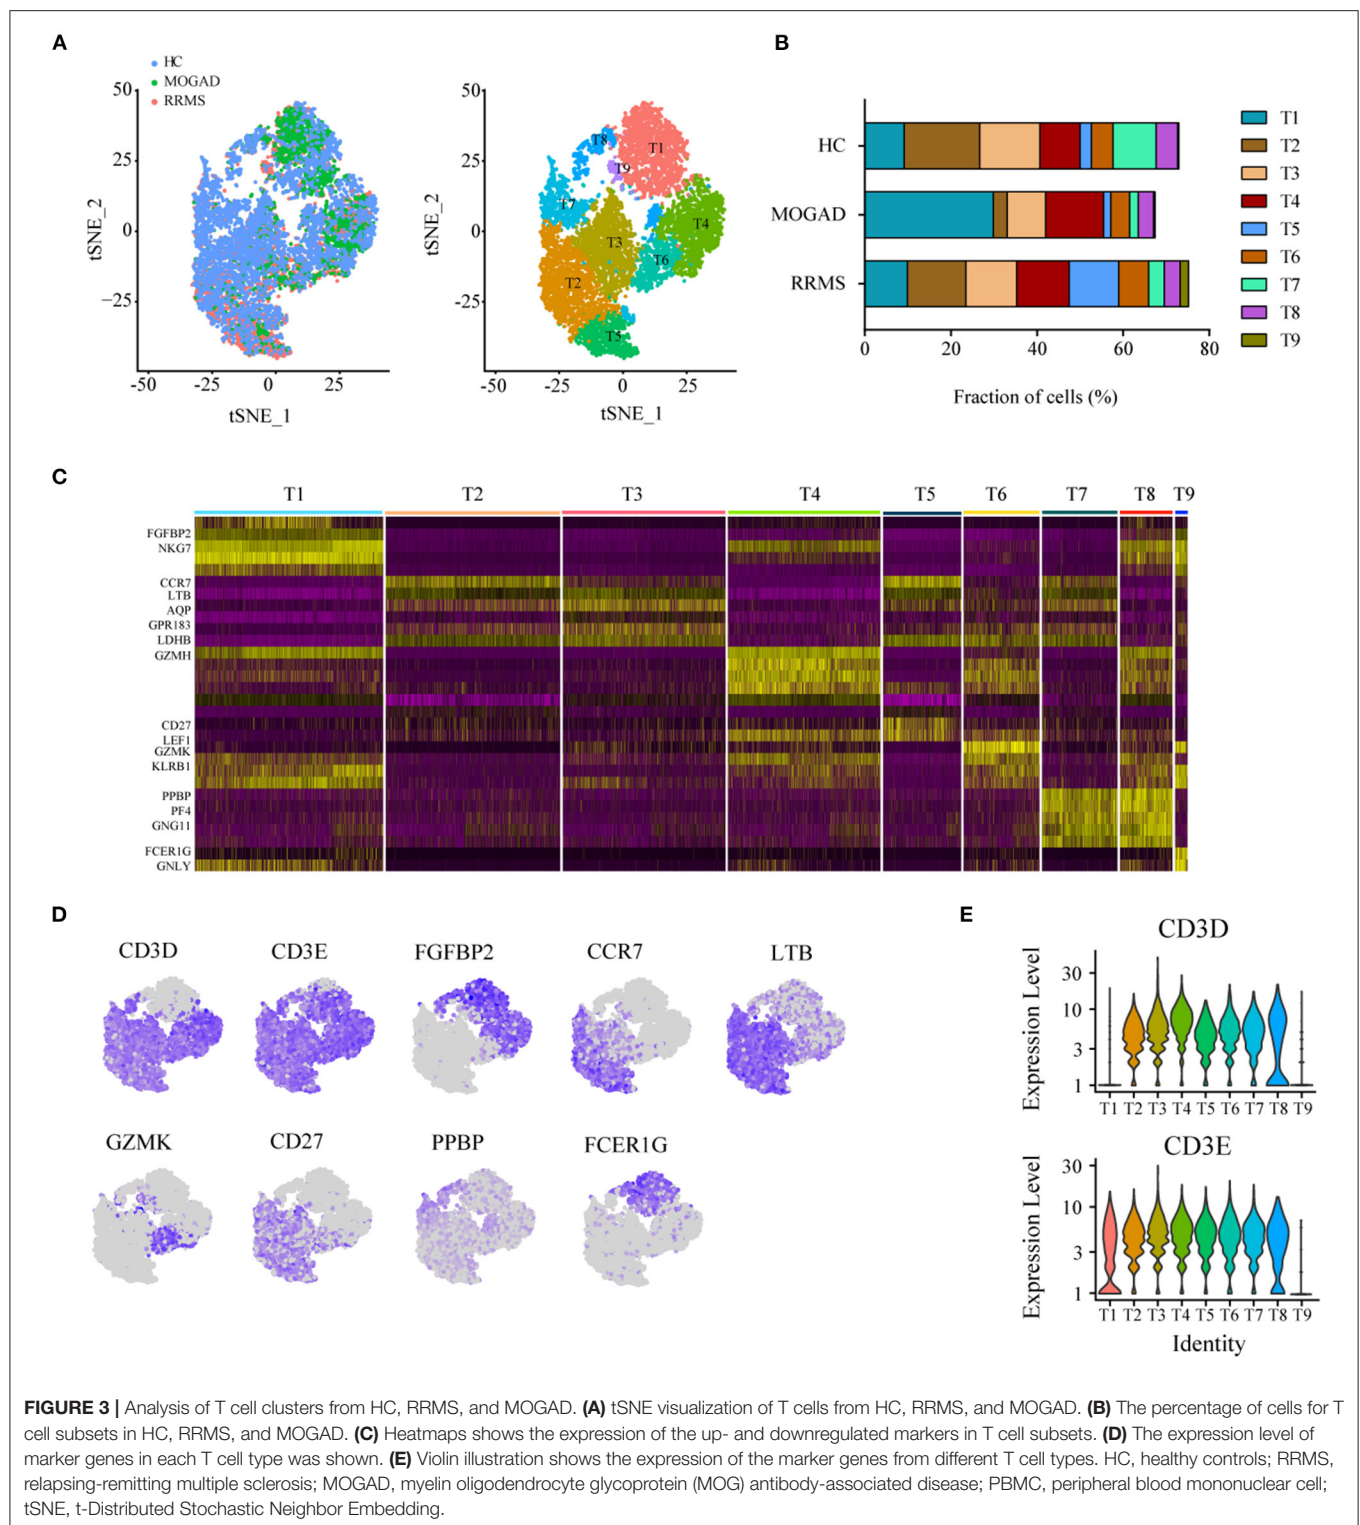 A
HC
MOGAD
RRMS
50
25
0
−25
tSNE_2
-50
-25
0
25
tSNE_1
50
25
0
-25
tSNE_2
T8
T1
T9
T7
T4
T3
T6
T2
T5
-50
-25
0
25
tSNE_1
B
HC
MOGAD
RRMS
0 20 40 60 80
Fraction of cells (%)
T1
T2
T3
T4
T5
T6
T7
T8
T9
C
T1 T2 T3 T4 T5 T6 T7 T8 T9
FGFBP2
NKG7
CCR7
LTB
AQP
GPR183
LDHB
GZMH
CD27
LEF1
GZMK
KLRB1
PPBP
PF4
GNG11
FCER1G
GNLY
D
CD3D CD3E FGFBP2 CCR7 LTB
GZMK CD27 PPBP FCER1G
E
CD3D
Expression Level
30
10
3
1
T1 T2 T3 T4 T5 T6 T7 T8 T9
CD3E
Expression Level
30
10
3
1
T1 T2 T3 T4 T5 T6 T7 T8 T9
Identity
FIGURE 3 | Analysis of T cell clusters from HC, RRMS, and MOGAD. (A) tSNE visualization of T cells from HC, RRMS, and MOGAD. (B) The percentage of cells for T
cell subsets in HC, RRMS, and MOGAD. (C) Heatmaps shows the expression of the up- and downregulated markers in T cell subsets. (D) The expression level of
marker genes in each T cell type was shown. (E) Violin illustration shows the expression of the marker genes from different T cell types. HC, healthy controls; RRMS,
relapsing-remitting multiple sclerosis; MOGAD, myelin oligodendrocyte glycoprotein (MOG) antibody-associated disease; PBMC, peripheral blood mononuclear cell;
tSNE, t-Distributed Stochastic Neighbor Embedding.